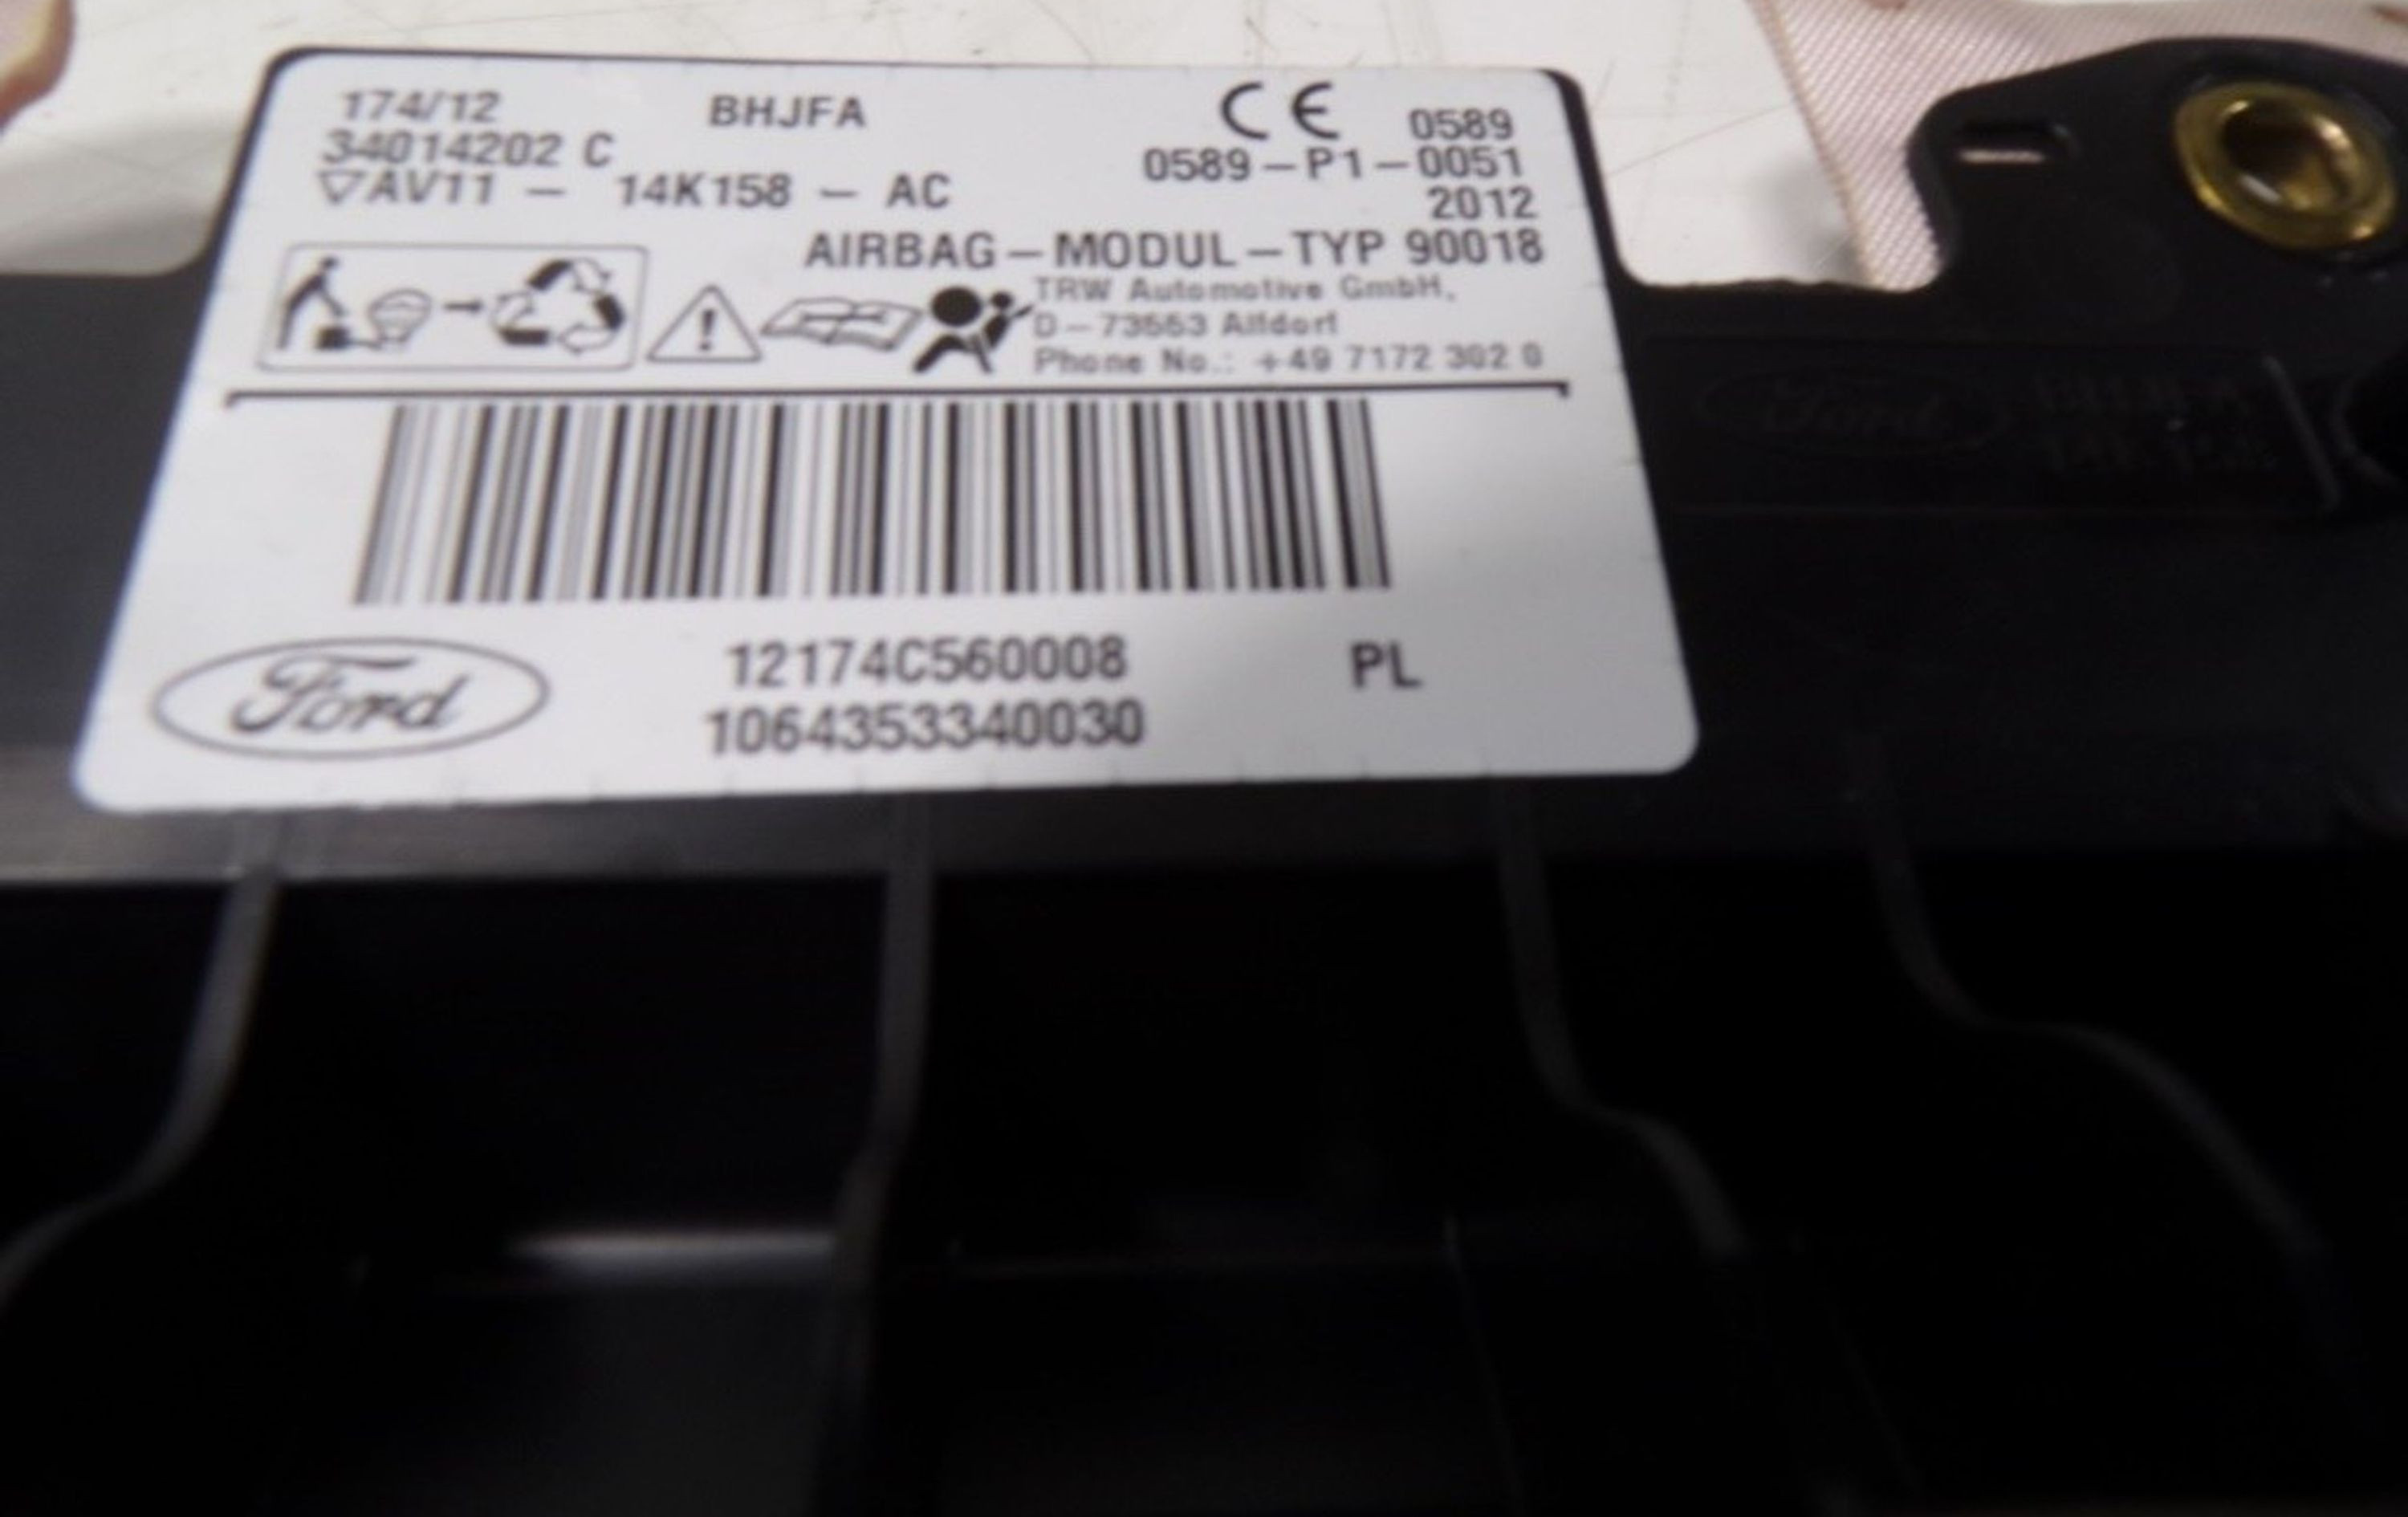 174/12 BHJFA CE 0589
34014202 C 0589-P1-0051
▽AV11 - 14K158 - AC 2012
AIRBAG-MODUL-TYP 90018
TRW Automotive GmbH,
D-73553 Alfdorf
Phone No.: +49 7172 302 0
12174C560008 PL
1064353340030
Ford
Ford